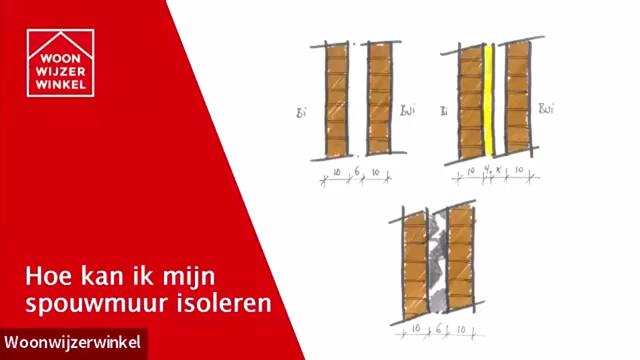 WOON
WIJZER
WINKEL
Bi
Bui
10 6 10
Bi
Bui
10 4 x 10
10 6 10
Hoe kan ik mijn
spouwmuur isoleren
Woonwijzerwinkel